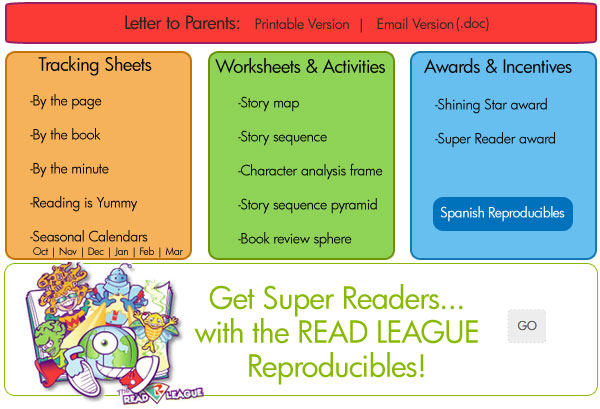 Letter to Parents: Printable Version | Email Version (.doc)
Tracking Sheets
-By the page
-By the book
-By the minute
-Reading is Yummy
-Seasonal Calendars
Oct | Nov | Dec | Jan | Feb | Mar
Worksheets & Activities
-Story map
-Story sequence
-Character analysis frame
-Story sequence pyramid
-Book review sphere
Awards & Incentives
-Shining Star award
-Super Reader award
Spanish Reproducibles
Get Super Readers...
with the READ LEAGUE
Reproducibles!
GO
The READ LEAGUE